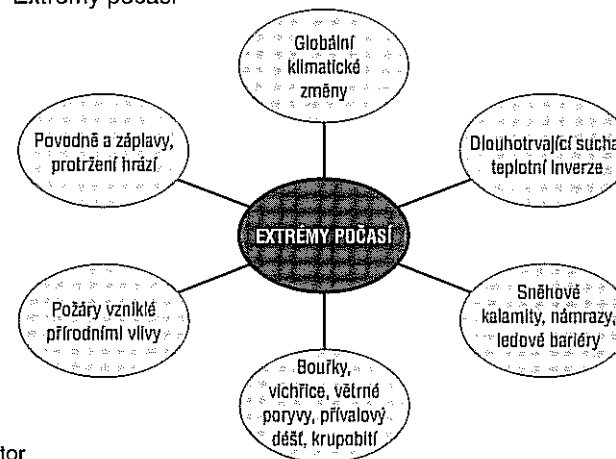 Extrémy počasí
Globální
klimatické
změny
Povodně a záplavy,
protržení hrází
Dlouhotrvající sucha
teplotní inverze
EXTRÉMY POČASÍ
Požáry vzniklé
přírodními vlivy
Sněhové
kalamity, námrazy,
ledové bariéry
Bouřky,
vichřice, větrné
poryvy, přívalový
déšť, krupobití
tor